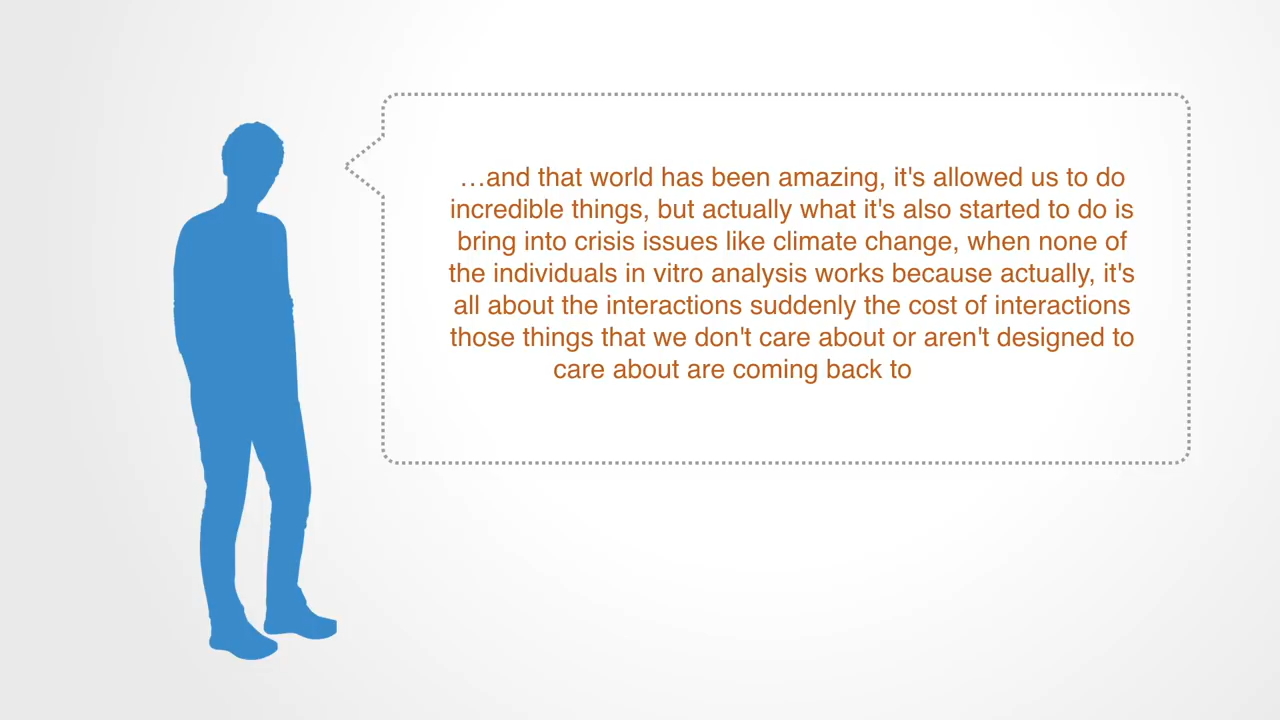 …and that world has been amazing, it's allowed us to do
incredible things, but actually what it's also started to do is
bring into crisis issues like climate change, when none of
the individuals in vitro analysis works because actually, it's
all about the interactions suddenly the cost of interactions
those things that we don't care about or aren't designed to
care about are coming back to